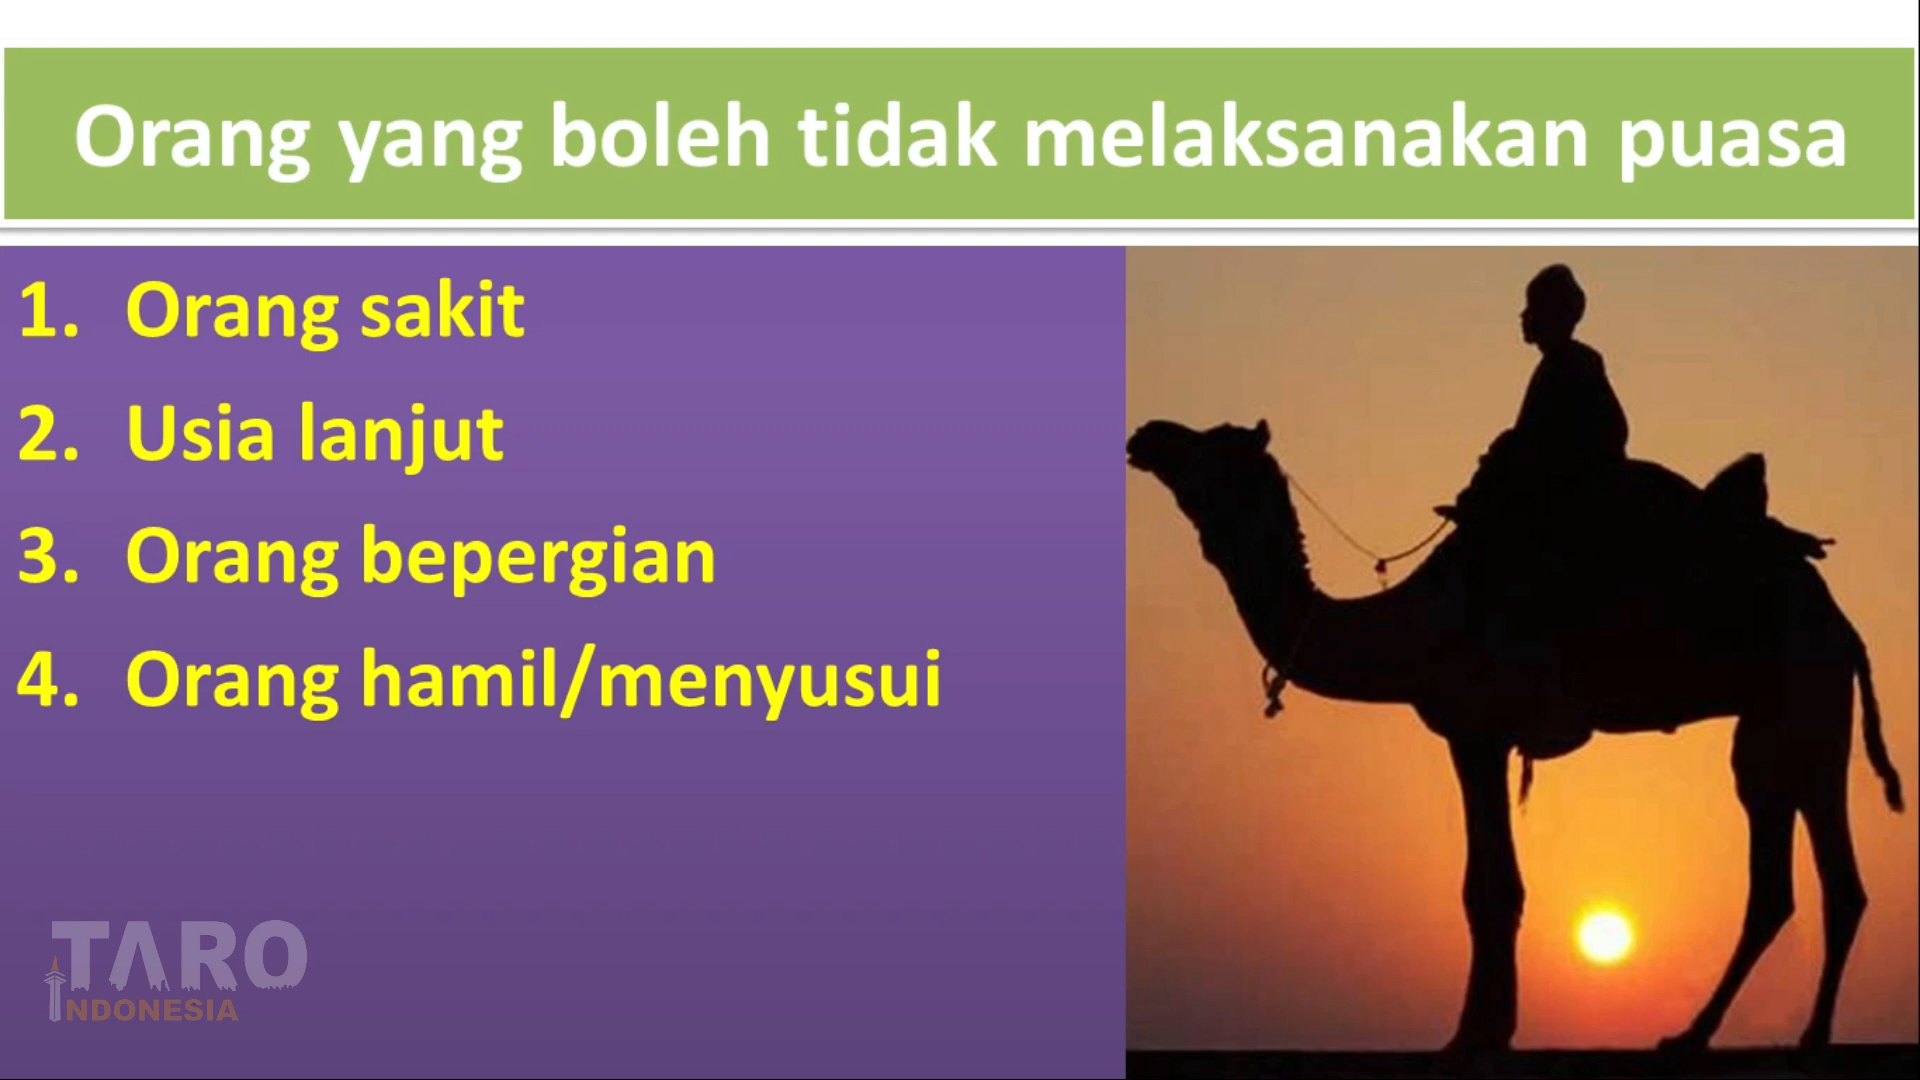 Orang yang boleh tidak melaksanakan puasa
1. Orang sakit
2. Usia lanjut
3. Orang bepergian
4. Orang hamil/menyusui
TARO
INDONESIA